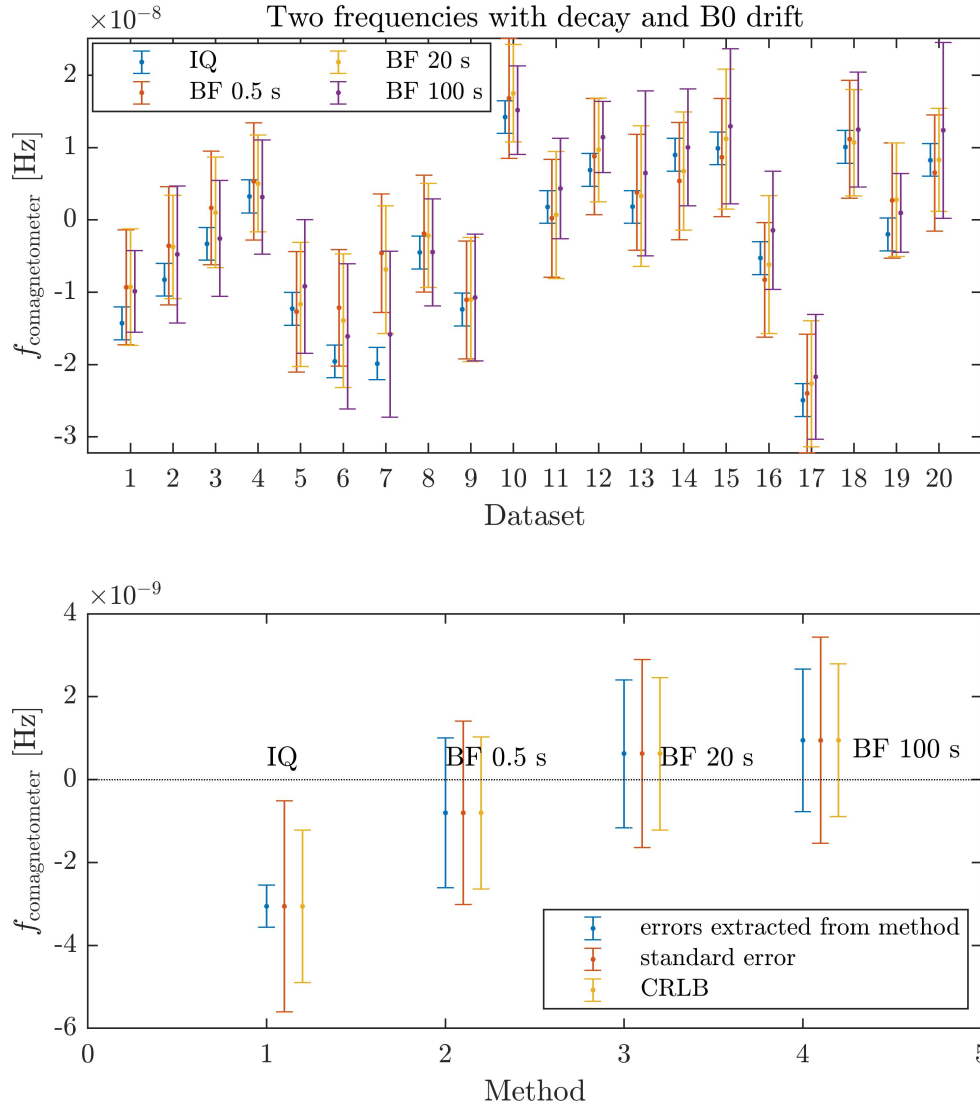 Two frequencies with decay and B0 drift
×10⁻⁸
IQ
BF 0.5 s
BF 20 s
BF 100 s
2
1
0
-1
-2
-3
f_comagnetometer [Hz]
1 2 3 4 5 6 7 8 9 10 11 12 13 14 15 16 17 18 19 20
Dataset
×10⁻⁹
4
2
0
-2
-4
-6
f_comagnetometer [Hz]
IQ
BF 0.5 s
BF 20 s
BF 100 s
errors extracted from method
standard error
CRLB
0 1 2 3 4 5
Method